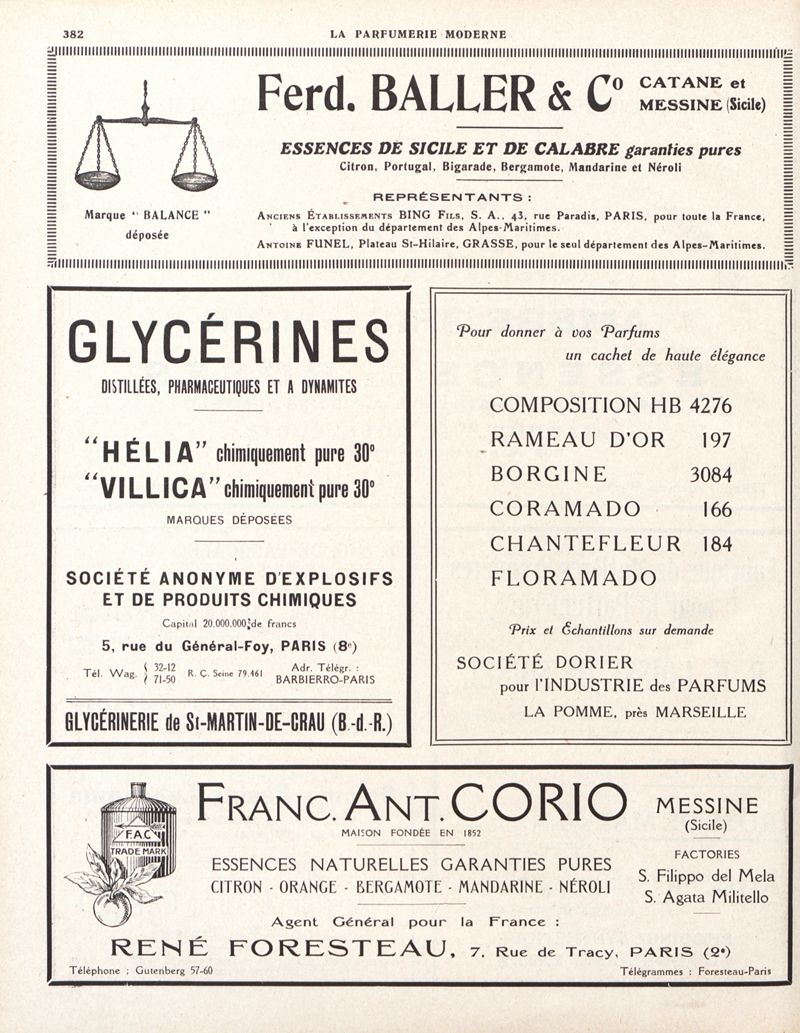 382
LA PARFUMERIE MODERNE
Ferd. BALLER & Cº
CATANE et
MESSINE (Sicile)
ESSENCES DE SICILE ET DE CALABRE garanties pures
Citron, Portugal, Bigarade, Bergamote, Mandarine et Néroli
Marque “ BALANCE ”
déposée
REPRÉSENTANTS :
Anciens Établissements BING Fils, S. A., 43, rue Paradis, PARIS, pour toute la France,
à l'exception du département des Alpes-Maritimes.
Antoine FUNEL, Plateau St-Hilaire, GRASSE, pour le seul département des Alpes-Maritimes.
GLYCÉRINES
DISTILLÉES, PHARMACEUTIQUES ET A DYNAMITES
“HÉLIA” chimiquement pure 30º
“VILLICA” chimiquement pure 30º
MARQUES DÉPOSÉES
SOCIÉTÉ ANONYME D'EXPLOSIFS
ET DE PRODUITS CHIMIQUES
Capital 20.000.000 de francs
5, rue du Général-Foy, PARIS (8e)
Tél. Wag. { 32-12
71-50
R. C. Seine 79.461
Adr. Télégr. :
BARBIERRO-PARIS
GLYCÉRINERIE de St-MARTIN-DE-CRAU (B.-d.-R.)
Pour donner à vos Parfums
un cachet de haute élégance
COMPOSITION HB 4276
RAMEAU D'OR 197
BORGINE 3084
CORAMADO 166
CHANTEFLEUR 184
FLORAMADO
Prix et Échantillons sur demande
SOCIÉTÉ DORIER
pour l'INDUSTRIE des PARFUMS
LA POMME, près MARSEILLE
F.A.C.
TRADE MARK
FRANC. ANT. CORIO
MAISON FONDÉE EN 1852
ESSENCES NATURELLES GARANTIES PURES
CITRON - ORANGE - BERGAMOTE - MANDARINE - NÉROLI
MESSINE
(Sicile)
FACTORIES
S. Filippo del Mela
S. Agata Militello
Agent Général pour la France :
RENÉ FORESTEAU, 7, Rue de Tracy, PARIS (2e)
Téléphone : Gutenberg 57-60
Télégrammes : Foresteau-Paris